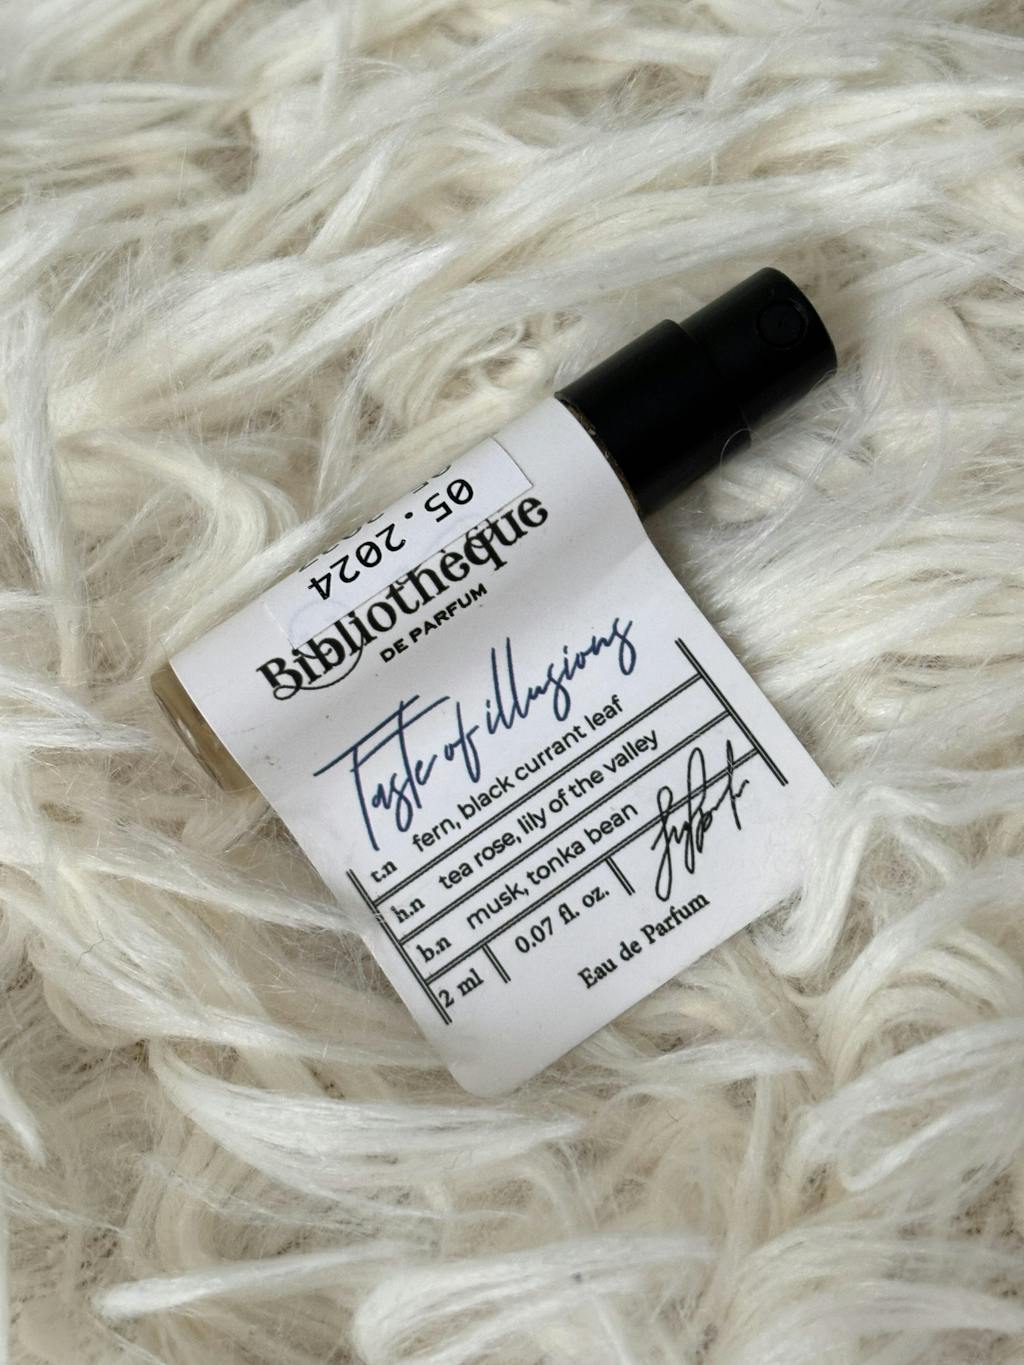 05.2024
Bibliothèque
DE PARFUM
Taste of illusions
t.n fern, black currant leaf
h.n tea rose, lily of the valley
b.n musk, tonka bean
2 ml 0.07 fl. oz.
Eau de Parfum